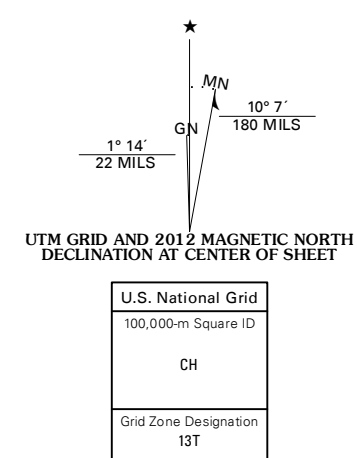 ★
MN
10° 7´
180 MILS
GN
1° 14´
22 MILS
UTM GRID AND 2012 MAGNETIC NORTH
DECLINATION AT CENTER OF SHEET
U.S. National Grid
100,000-m Square ID
CH
Grid Zone Designation
13T